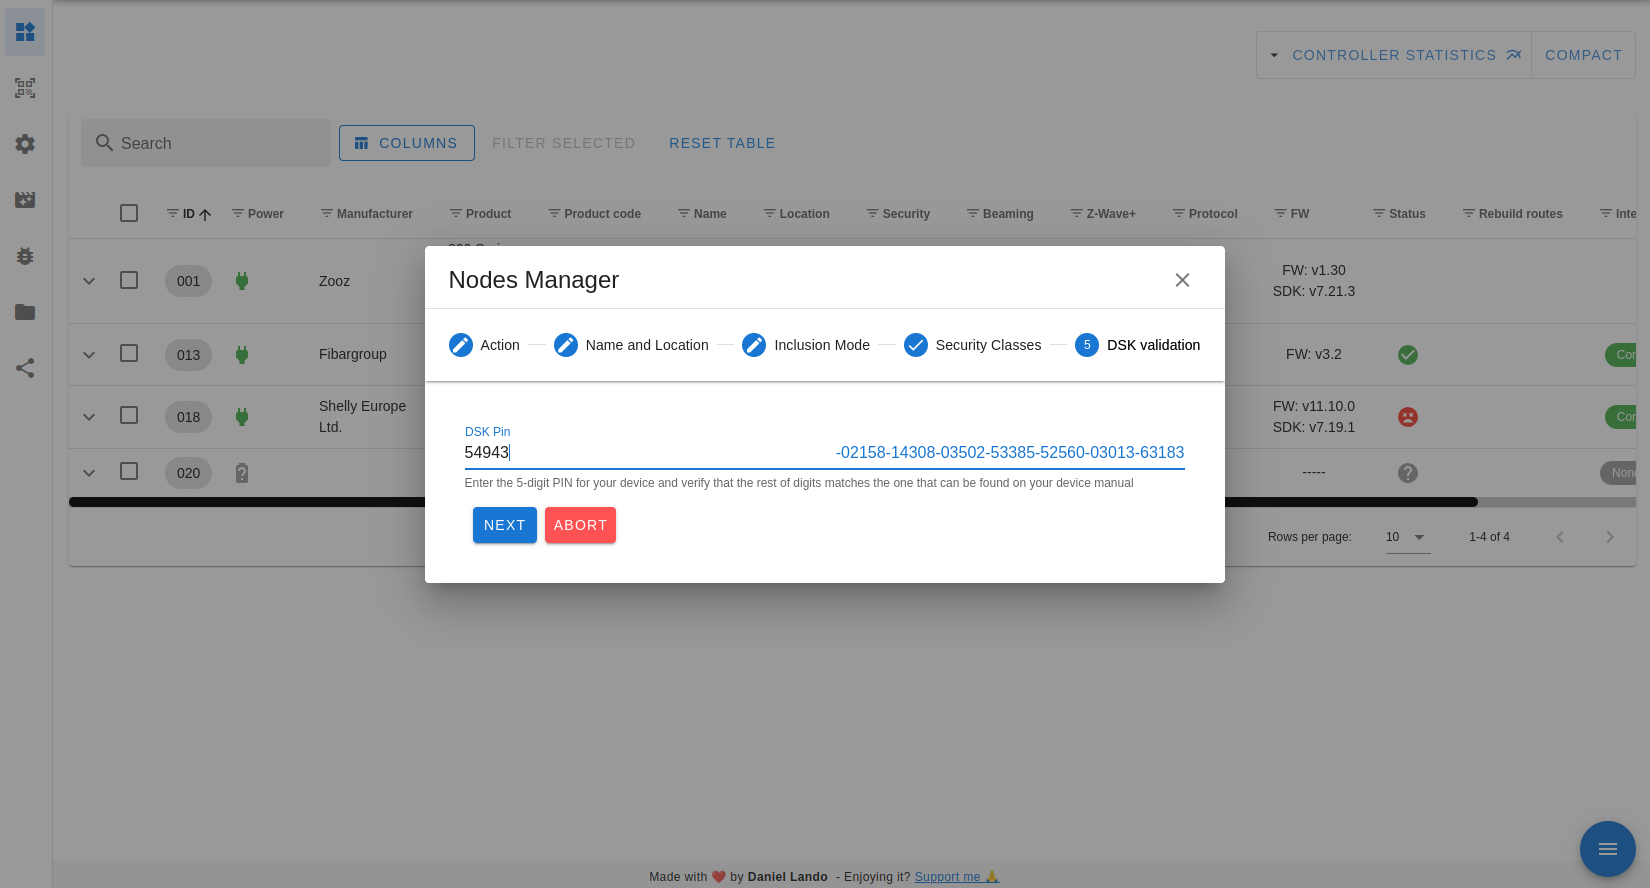 CONTROLLER STATISTICS COMPACT
Search COLUMNS FILTER SELECTED RESET TABLE
ID Power Manufacturer Product Product code Name Location Security Beaming Z-Wave+ Protocol FW Status Rebuild routes Inte
001 Zooz FW: v1.30
SDK: v7.21.3
013 Fibargroup FW: v3.2 Cor
018 Shelly Europe Ltd. FW: v11.10.0
SDK: v7.19.1 Cor
020 ----- None
Nodes Manager
Action Name and Location Inclusion Mode Security Classes 5 DSK validation
DSK Pin
54943 -02158-14308-03502-53385-52560-03013-63183
Enter the 5-digit PIN for your device and verify that the rest of digits matches the one that can be found on your device manual
NEXT ABORT
Rows per page: 10 1-4 of 4
Made with ❤️ by Daniel Lando - Enjoying it? Support me 🙏